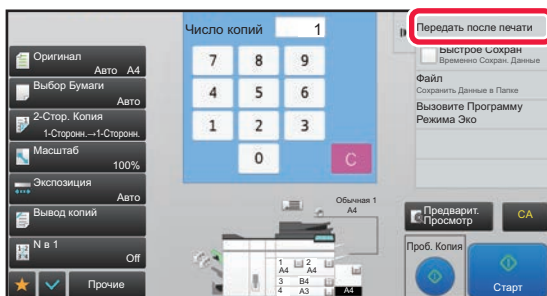 Число копий 1
Передать после печати
Быстрое Сохран
Временно Сохран. Данные
Файл
Сохранить Данные в Папке
Вызовите Программу
Режима Эко
Оригинал
Авто A4
Выбор Бумаги
Авто
2-Стор. Копия
1-Сторонн.→1-Сторонн.
Масштаб
100%
Экспозиция
Авто
Вывод копий
N в 1
Off
Прочие
7 8 9
4 5 6
1 2 3
0 C
Обычная 1
A4
1 2
A4 A4
3 B4
4 A3
A4
Предварит.
Просмотр
CA
Проб. Копия
Старт